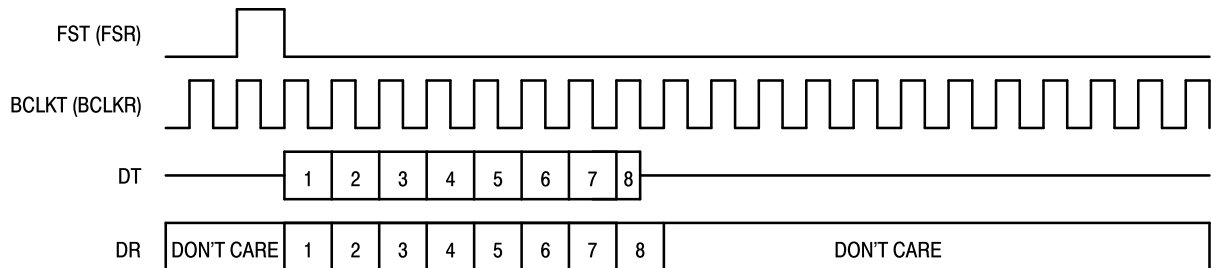 FST (FSR)
BCLKT (BCLKR)
DT 1 2 3 4 5 6 7 8
DR DON'T CARE 1 2 3 4 5 6 7 8 DON'T CARE